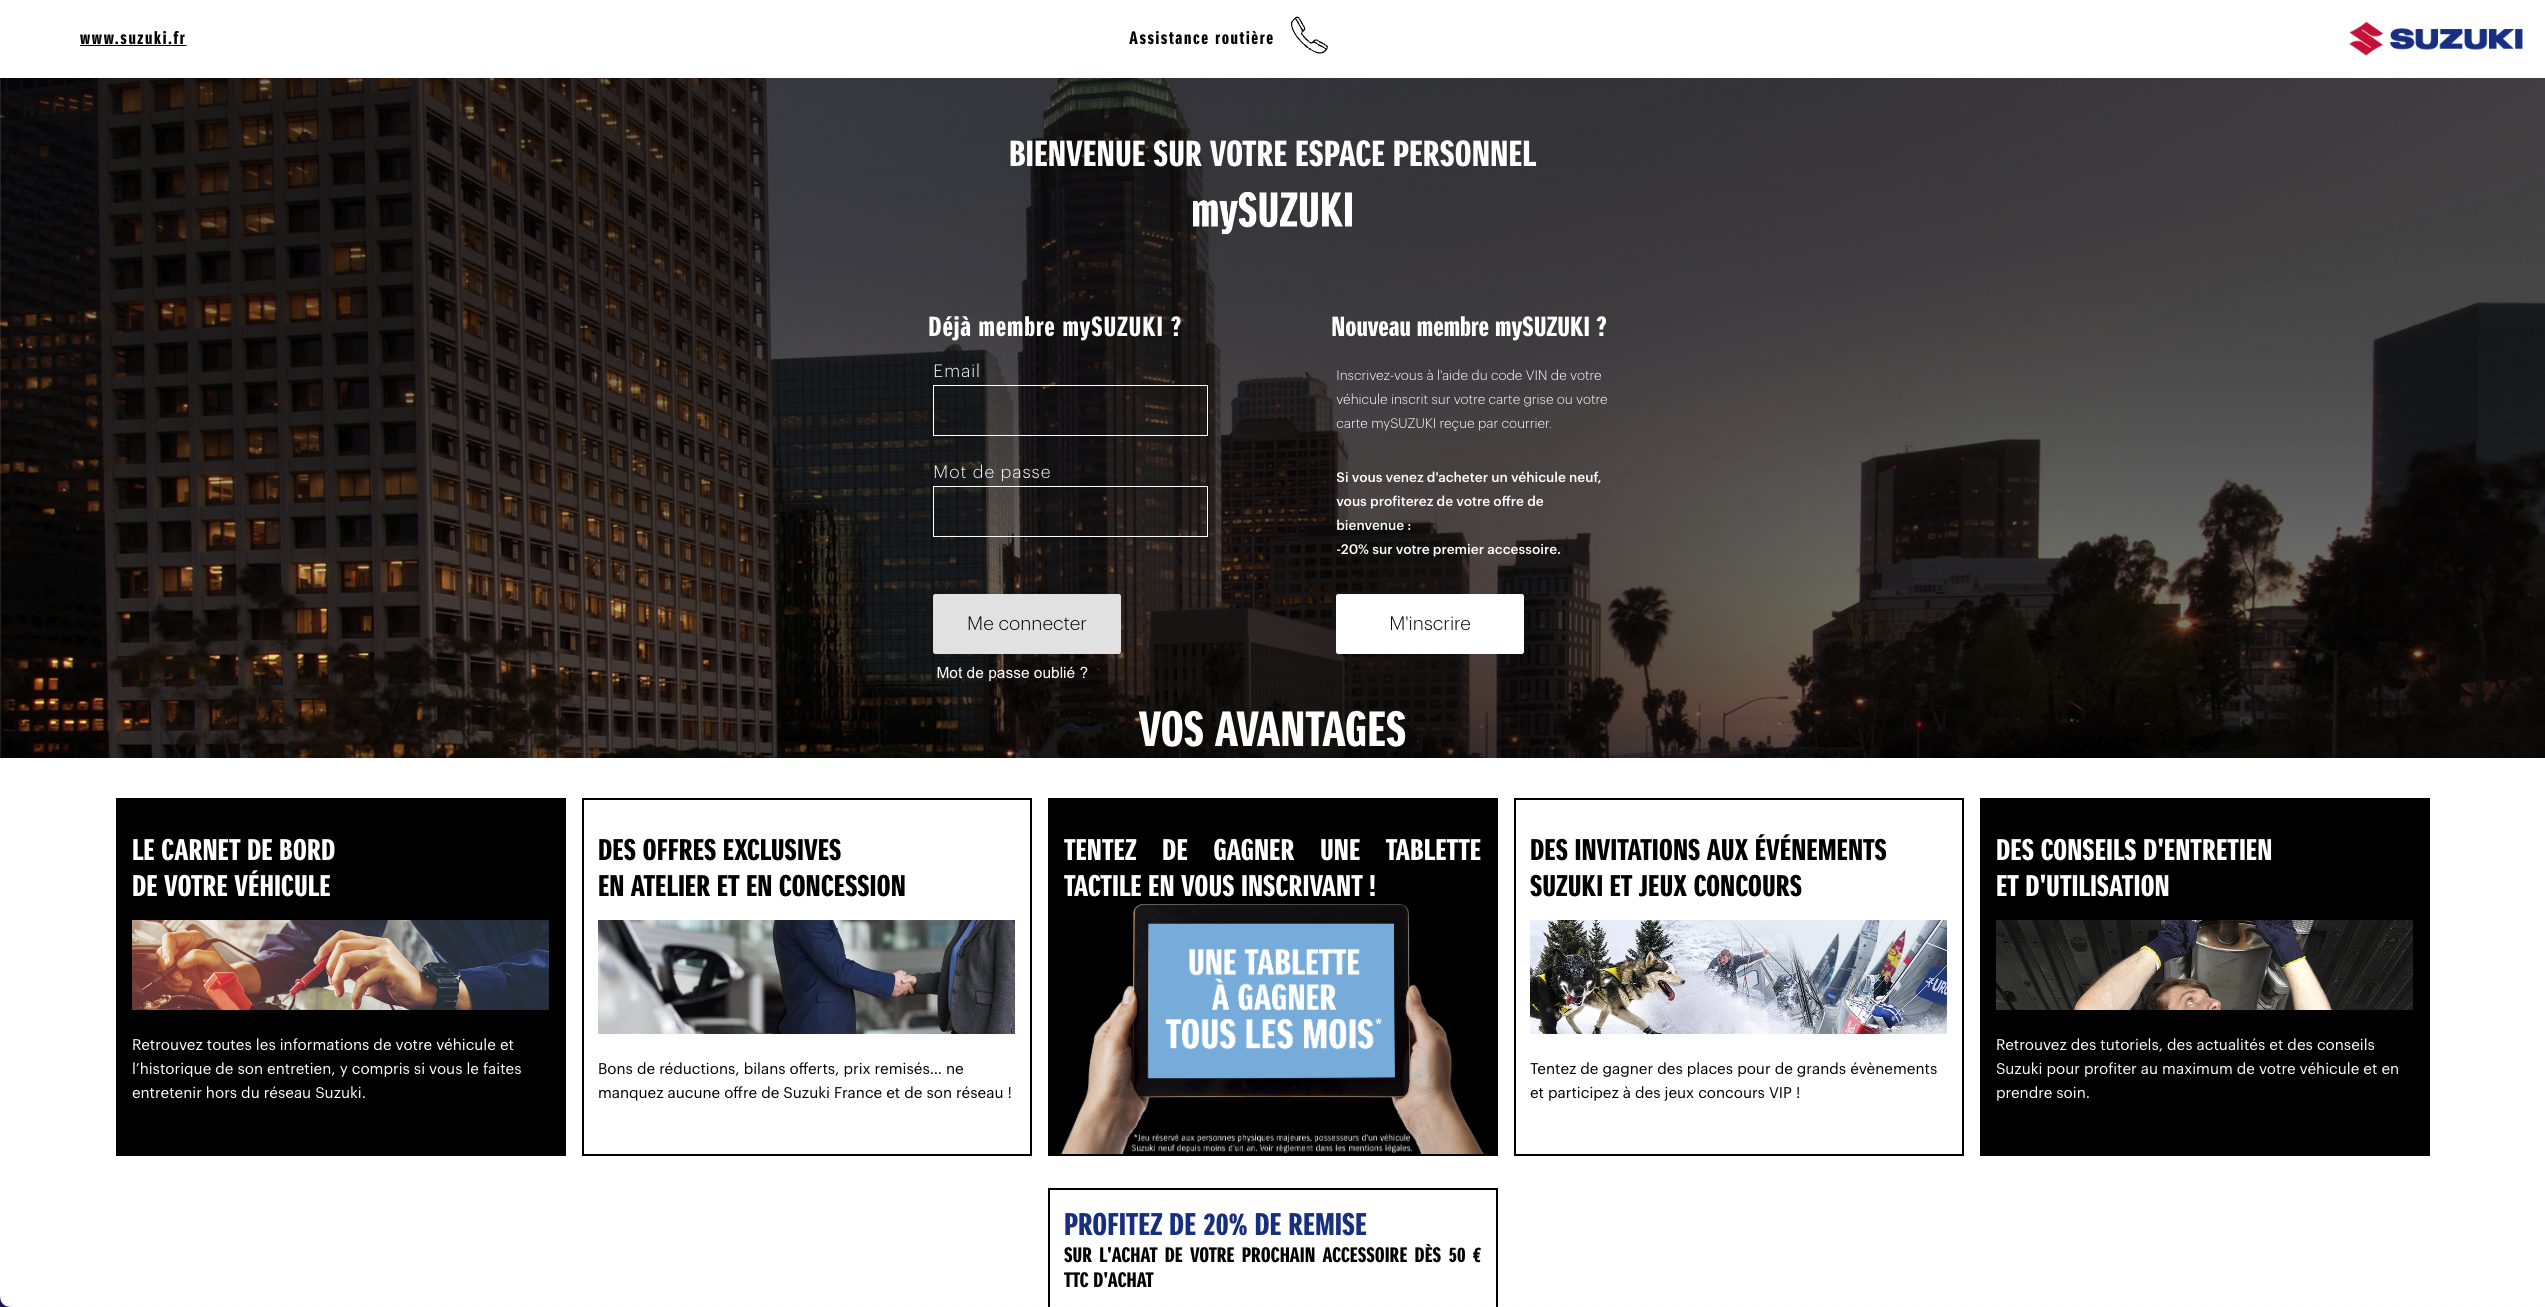 www.suzuki.fr
Assistance routière
SUZUKI
BIENVENUE SUR VOTRE ESPACE PERSONNEL
mySUZUKI
Déjà membre mySUZUKI ?
Email
Mot de passe
Me connecter
Mot de passe oublié ?
Nouveau membre mySUZUKI ?
Inscrivez-vous à l'aide du code VIN de votre
véhicule inscrit sur votre carte grise ou votre
carte mySUZUKI reçue par courrier.
Si vous venez d'acheter un véhicule neuf,
vous profiterez de votre offre de
bienvenue :
-20% sur votre premier accessoire.
M'inscrire
VOS AVANTAGES
LE CARNET DE BORD
DE VOTRE VÉHICULE
Retrouvez toutes les informations de votre véhicule et
l’historique de son entretien, y compris si vous le faites
entretenir hors du réseau Suzuki.
DES OFFRES EXCLUSIVES
EN ATELIER ET EN CONCESSION
Bons de réductions, bilans offerts, prix remisés... ne
manquez aucune offre de Suzuki France et de son réseau !
TENTEZ DE GAGNER UNE TABLETTE
TACTILE EN VOUS INSCRIVANT !
UNE TABLETTE
À GAGNER
TOUS LES MOIS*
*Jeu réservé aux personnes physiques majeures, possesseurs d'un véhicule
Suzuki neuf depuis moins d'un an. Voir règlement dans les mentions légales.
DES INVITATIONS AUX ÉVÉNEMENTS
SUZUKI ET JEUX CONCOURS
Tentez de gagner des places pour de grands évènements
et participez à des jeux concours VIP !
DES CONSEILS D'ENTRETIEN
ET D'UTILISATION
Retrouvez des tutoriels, des actualités et des conseils
Suzuki pour profiter au maximum de votre véhicule et en
prendre soin.
PROFITEZ DE 20% DE REMISE
SUR L'ACHAT DE VOTRE PROCHAIN ACCESSOIRE DÈS 50 €
TTC D'ACHAT